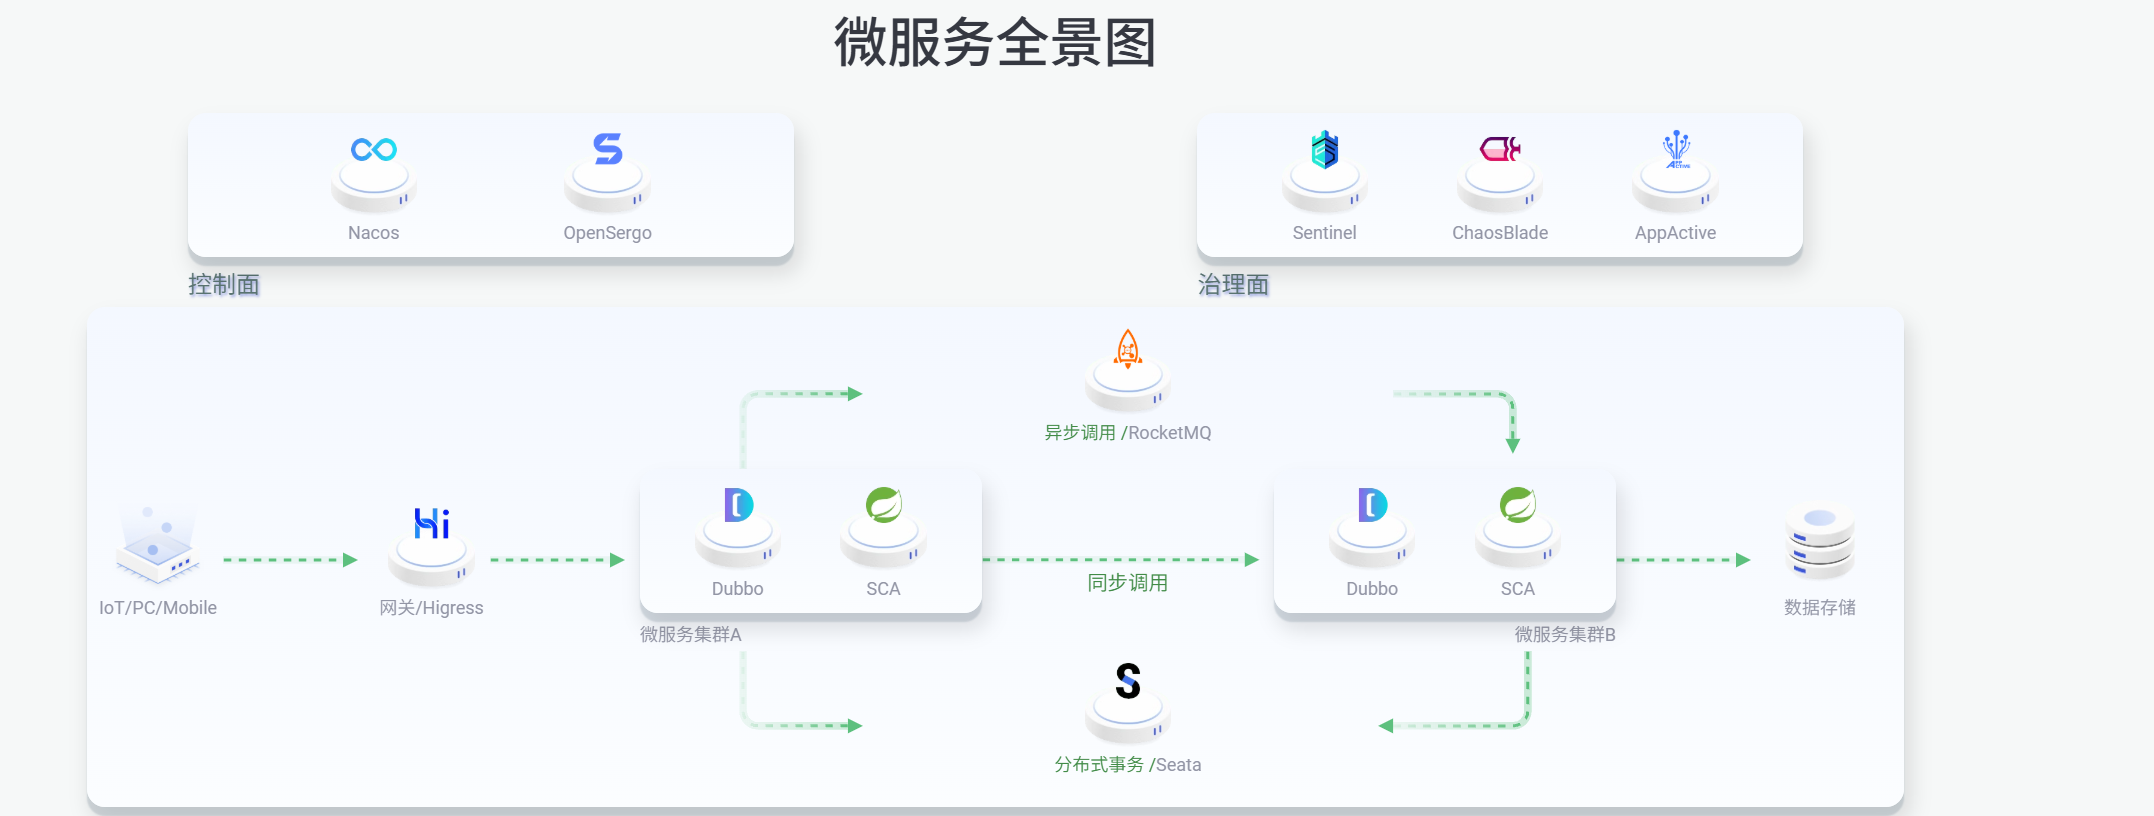 微服务全景图
Nacos
OpenSergo
控制面
Sentinel
ChaosBlade
APP
ACTIVE
AppActive
治理面
异步调用 /RocketMQ
IoT/PC/Mobile
Hi
网关/Higress
Dubbo
SCA
微服务集群A
同步调用
Dubbo
SCA
微服务集群B
数据存储
S
分布式事务 /Seata